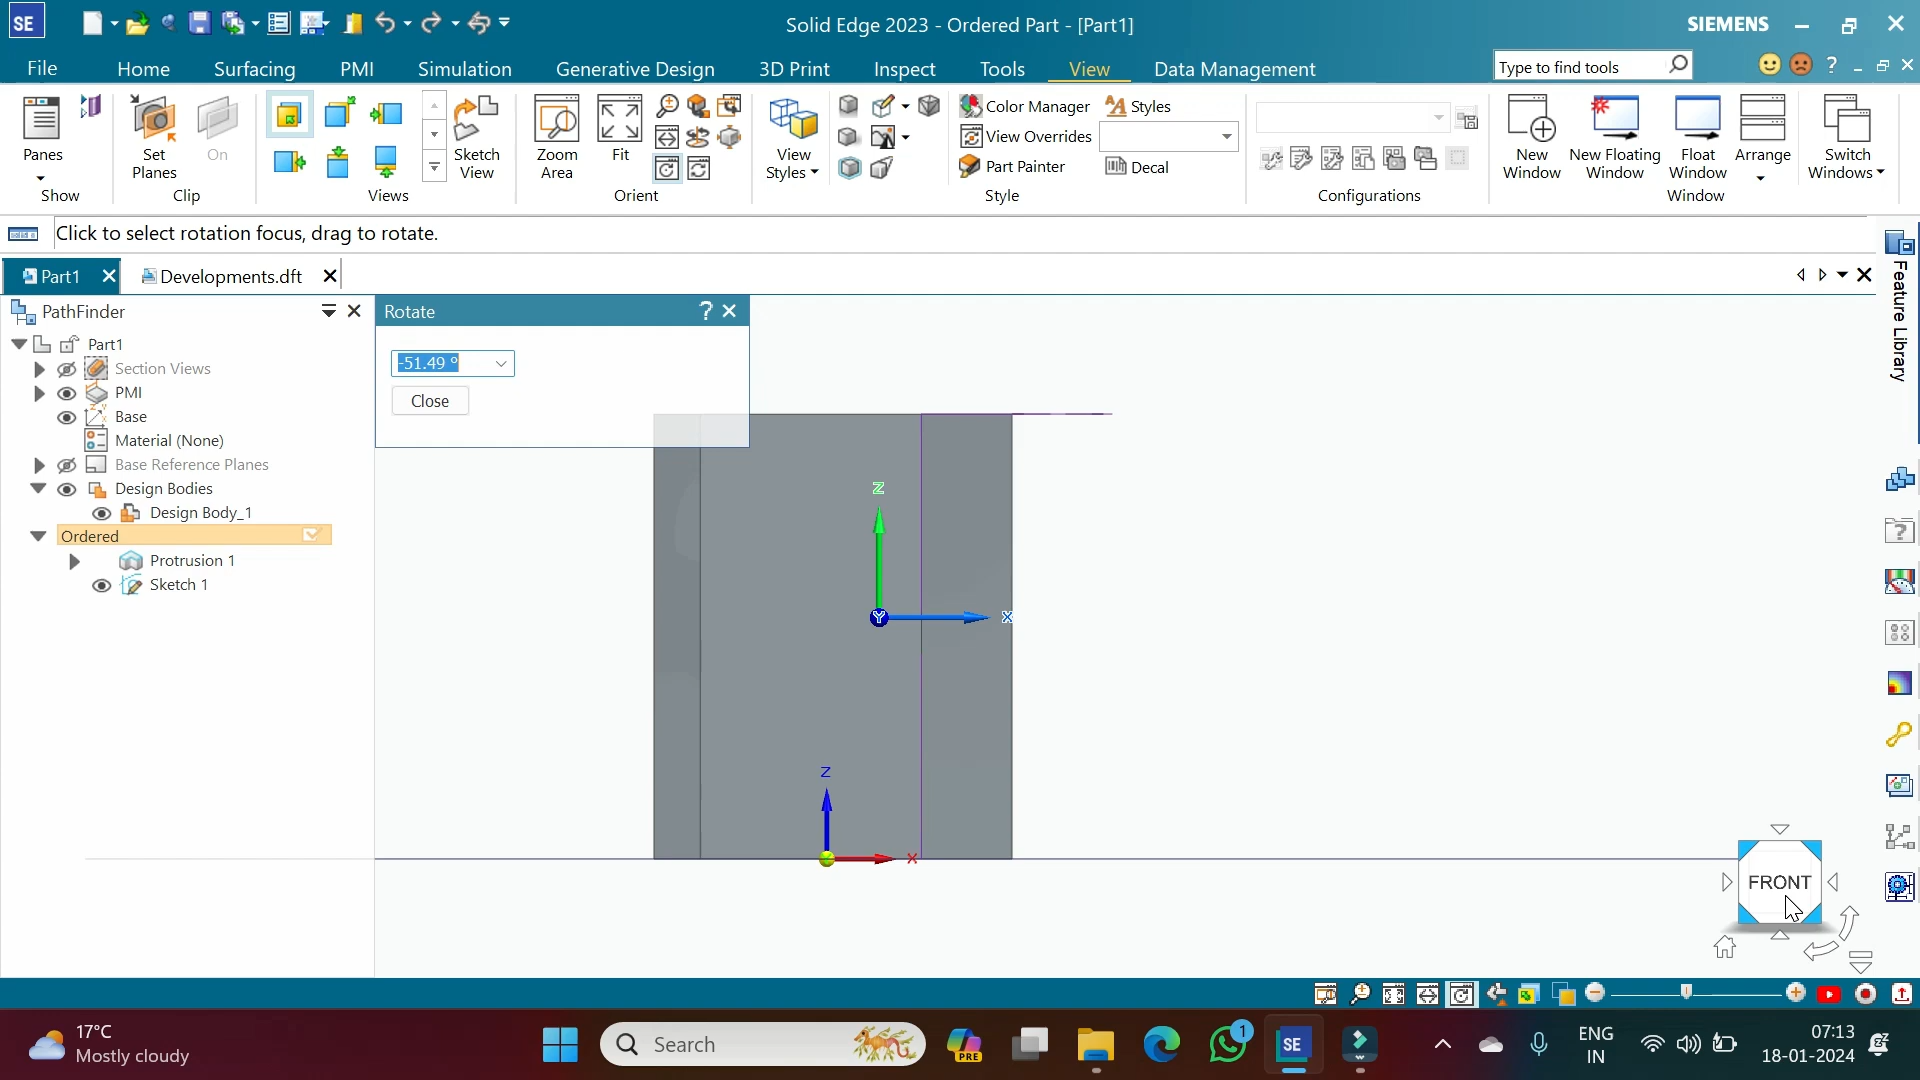 SE
Solid Edge 2023 - Ordered Part - [Part1]
SIEMENS
File Home Surfacing PMI Simulation Generative Design 3D Print Inspect Tools View Data Management
Type to find tools
Panes
Set Planes
On
Sketch View
Zoom Area
Fit
View Styles
Color Manager
View Overrides
Part Painter
Styles
Decal
New Window
New Floating Window
Float Window
Arrange
Switch Windows
Show Clip Views Orient Style Configurations Window
Click to select rotation focus, drag to rotate.
Part1
Developments.dft
Feature Library
PathFinder
Part1
Section Views
PMI
Base
Material (None)
Base Reference Planes
Design Bodies
Design Body_1
Ordered
Protrusion 1
Sketch 1
Rotate
-51.49 °
Close
Z
Y
X
Z
X
FRONT
17°C
Mostly cloudy
Search
PRE
1
SE
ENG
IN
07:13
18-01-2024